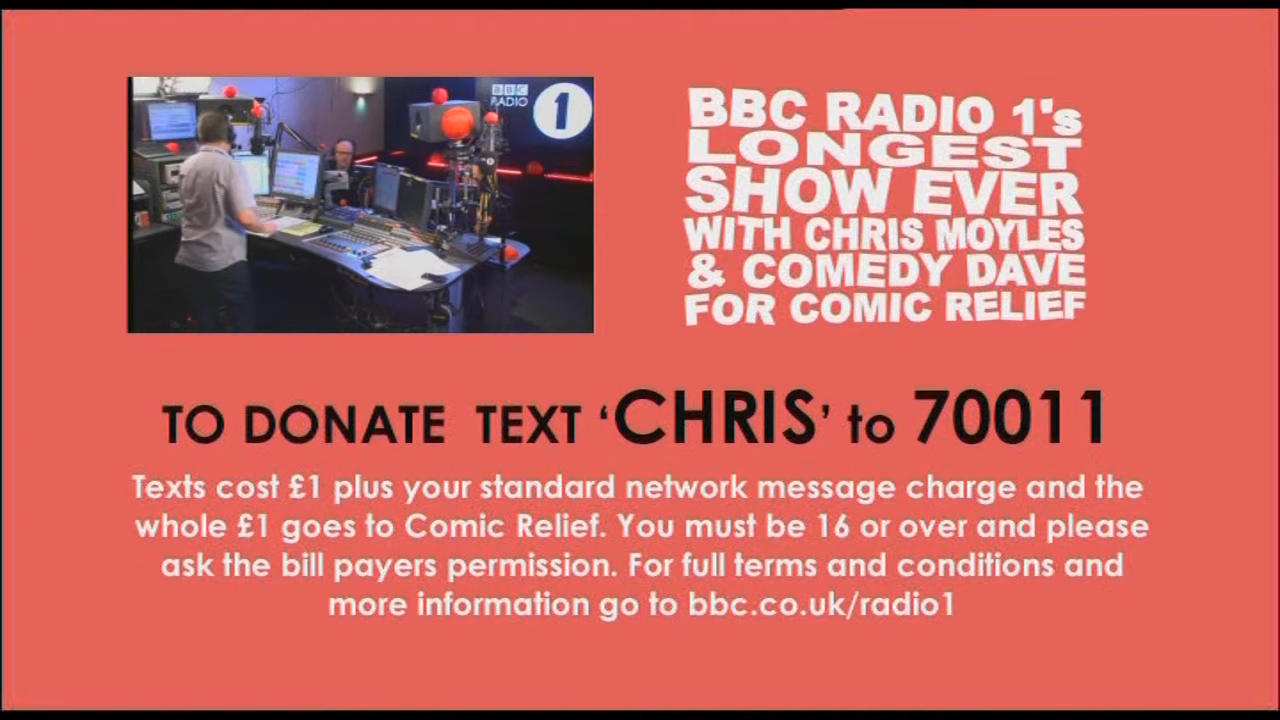 BBC
RADIO
1
BBC RADIO 1's
LONGEST
SHOW EVER
WITH CHRIS MOYLES
& COMEDY DAVE
FOR COMIC RELIEF
TO DONATE TEXT ‘CHRIS’ to 70011
Texts cost £1 plus your standard network message charge and the
whole £1 goes to Comic Relief. You must be 16 or over and please
ask the bill payers permission. For full terms and conditions and
more information go to bbc.co.uk/radio1